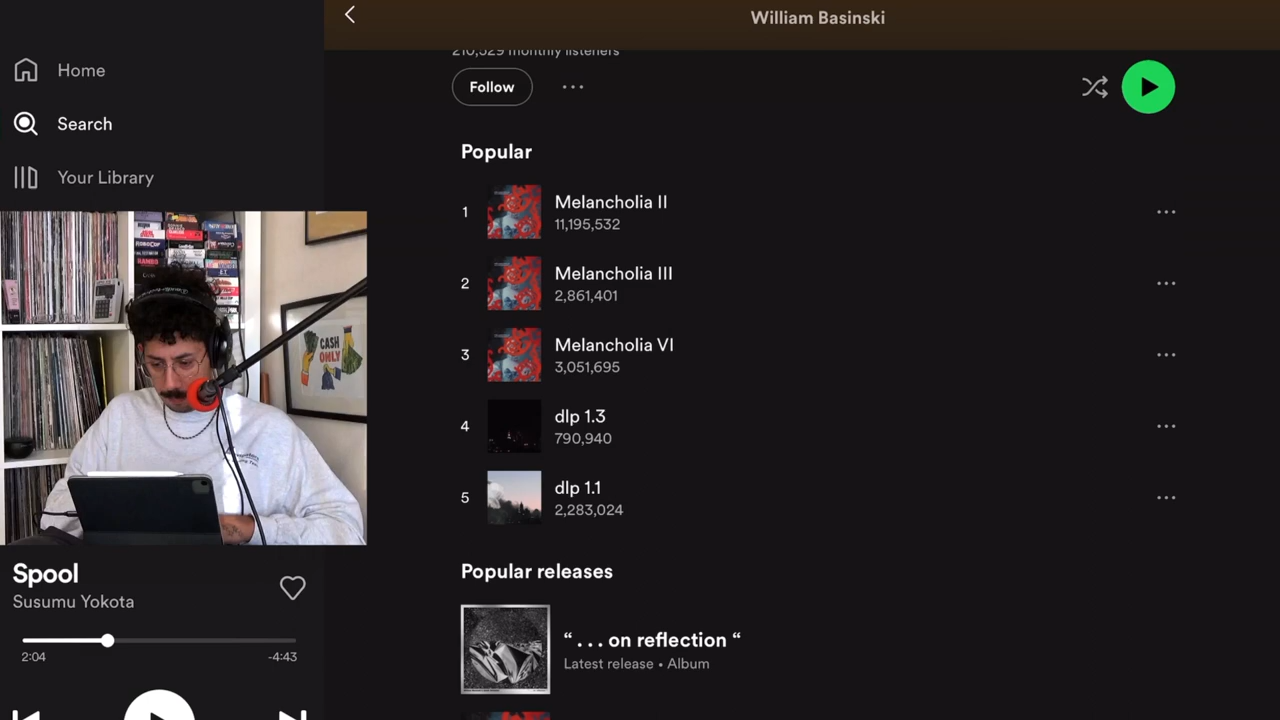 William Basinski
210,529 monthly listeners
Home
Search
Your Library
Follow
Popular
1
Melancholia II
11,195,532
2
Melancholia III
2,861,401
3
Melancholia VI
3,051,695
4
dlp 1.3
790,940
5
dlp 1.1
2,283,024
Popular releases
“ . . . on reflection “
Latest release • Album
ROBOCOP
RAMBO
E.T.
CASH
ONLY
Spool
Susumu Yokota
2:04
-4:43